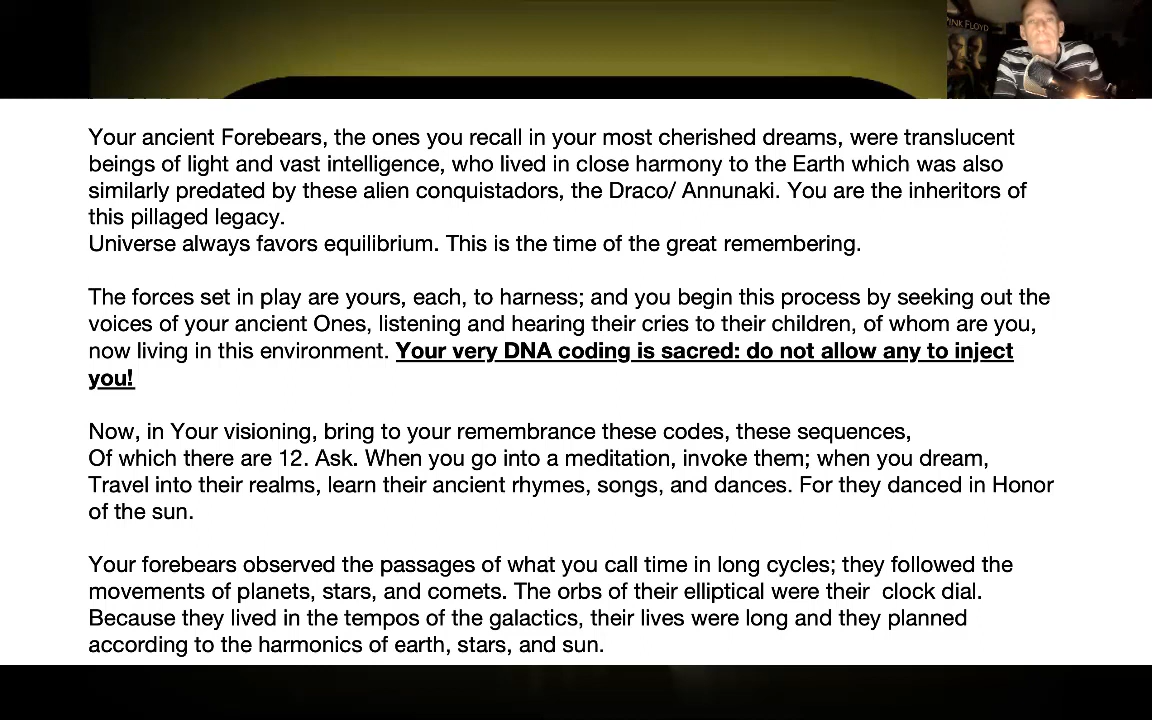 PINK FLOYD
Your ancient Forebears, the ones you recall in your most cherished dreams, were translucent
beings of light and vast intelligence, who lived in close harmony to the Earth which was also
similarly predated by these alien conquistadors, the Draco/ Annunaki. You are the inheritors of
this pillaged legacy.
Universe always favors equilibrium. This is the time of the great remembering.
The forces set in play are yours, each, to harness; and you begin this process by seeking out the
voices of your ancient Ones, listening and hearing their cries to their children, of whom are you,
now living in this environment. Your very DNA coding is sacred: do not allow any to inject
you!
Now, in Your visioning, bring to your remembrance these codes, these sequences,
Of which there are 12. Ask. When you go into a meditation, invoke them; when you dream,
Travel into their realms, learn their ancient rhymes, songs, and dances. For they danced in Honor
of the sun.
Your forebears observed the passages of what you call time in long cycles; they followed the
movements of planets, stars, and comets. The orbs of their elliptical were their clock dial.
Because they lived in the tempos of the galactics, their lives were long and they planned
according to the harmonics of earth, stars, and sun.